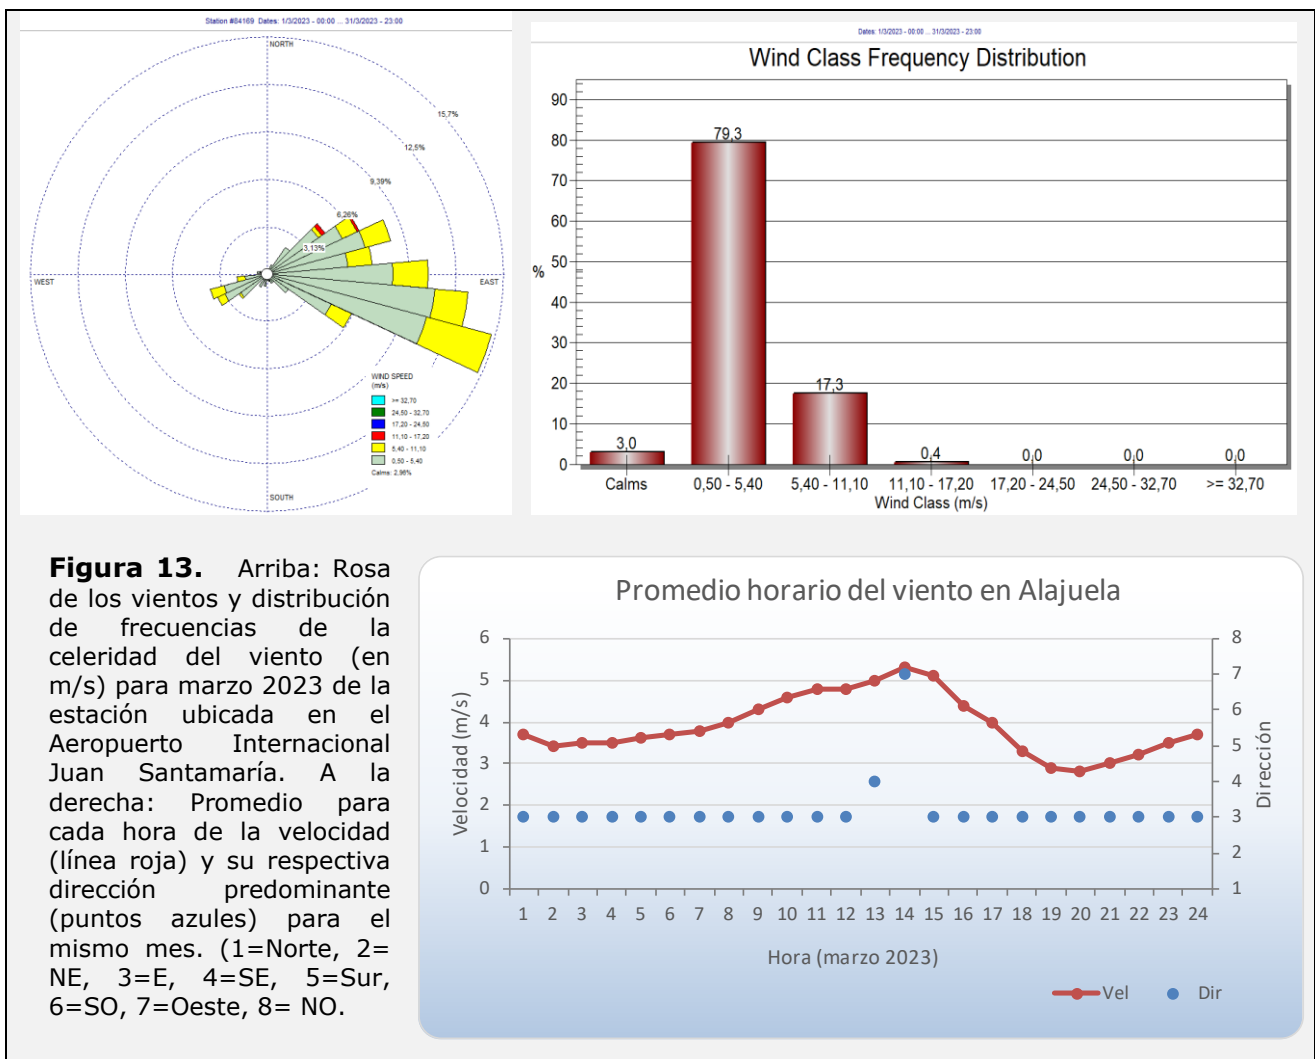 Station #84169 Dates: 1/3/2023 - 00:00 ... 31/3/2023 - 23:00
NORTH
15,7%
12,5%
9,39%
6,26%
3,13%
WEST
EAST
WIND SPEED
(m/s)
>= 32,70
24,50 - 32,70
17,20 - 24,50
11,10 - 17,20
5,40 - 11,10
0,50 - 5,40
Calms: 2,96%
SOUTH
Dates: 1/3/2023 - 00:00 ... 31/3/2023 - 23:00
Wind Class Frequency Distribution
90
80
70
60
50
%
40
30
20
10
0
3,0
79,3
17,3
0,4
0,0
0,0
0,0
Calms
0,50 - 5,40
5,40 - 11,10
11,10 - 17,20
17,20 - 24,50
24,50 - 32,70
>= 32,70
Wind Class (m/s)
Figura 13. Arriba: Rosa
de los vientos y distribución
de frecuencias de la
celeridad del viento (en
m/s) para marzo 2023 de la
estación ubicada en el
Aeropuerto Internacional
Juan Santamaría. A la
derecha: Promedio para
cada hora de la velocidad
(línea roja) y su respectiva
dirección predominante
(puntos azules) para el
mismo mes. (1=Norte, 2=
NE, 3=E, 4=SE, 5=Sur,
6=SO, 7=Oeste, 8= NO.
Promedio horario del viento en Alajuela
6
5
4
3
2
1
0
Velocidad (m/s)
8
7
6
5
4
3
2
1
Dirección
1 2 3 4 5 6 7 8 9 10 11 12 13 14 15 16 17 18 19 20 21 22 23 24
Hora (marzo 2023)
Vel
Dir